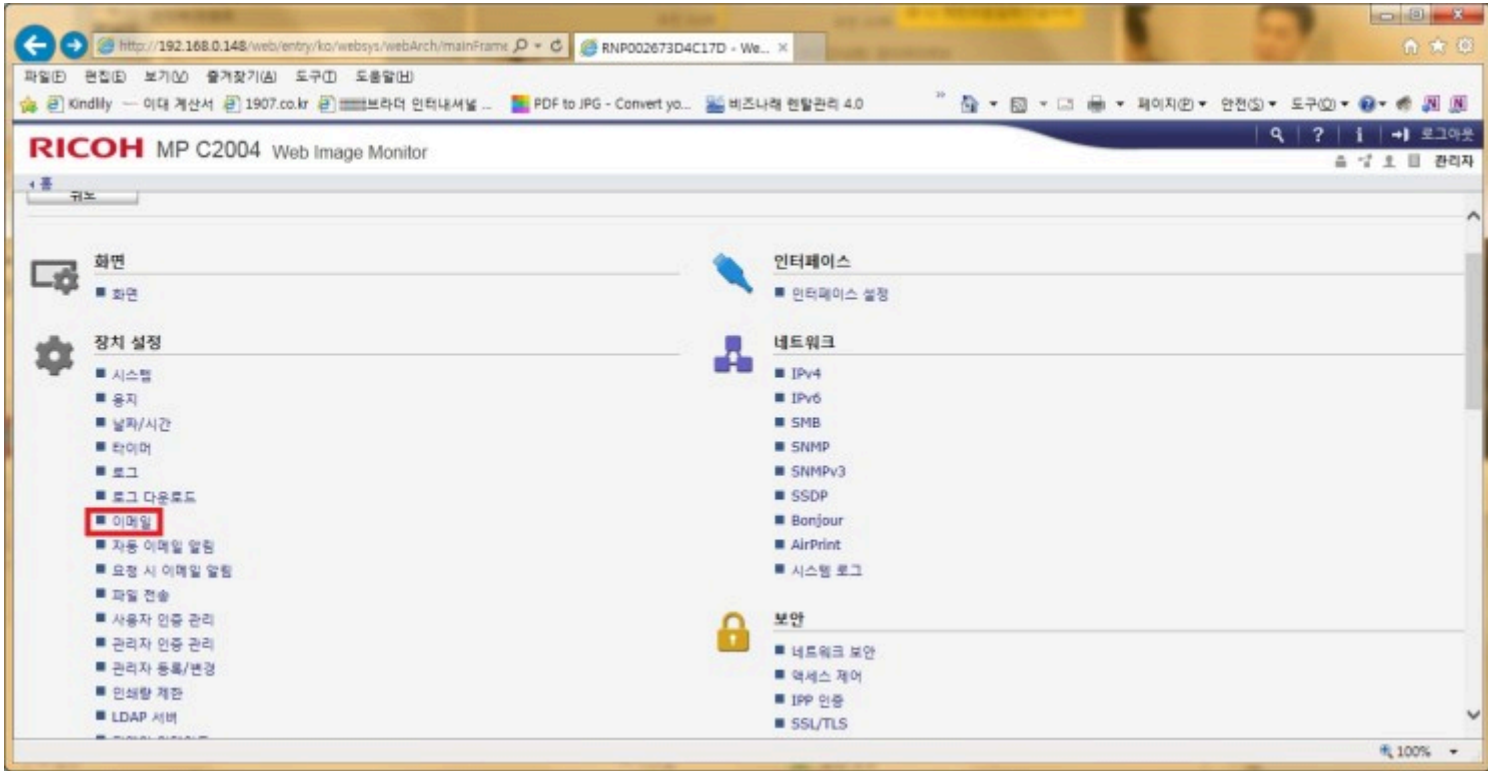 http://192.168.0.148/web/entry/ko/websys/webArch/mainFrame
RNP002673D4C17D - We...
파일(F) 편집(E) 보기(V) 즐겨찾기(A) 도구(T) 도움말(H)
Kindlily — 이대 계산서 1907.co.kr 브라더 인터내셔널 ... PDF to JPG - Convert yo... 비즈나래 렌탈관리 4.0 » 페이지(P) 안전(S) 도구(O)
RICOH MP C2004 Web Image Monitor
? i 로그아웃
관리자
홈
뒤로
화면
화면
장치 설정
시스템
용지
날짜/시간
타이머
로그
로그 다운로드
이메일
자동 이메일 알림
요청 시 이메일 알림
파일 전송
사용자 인증 관리
관리자 인증 관리
관리자 등록/변경
인쇄량 제한
LDAP 서버
인터페이스
인터페이스 설정
네트워크
IPv4
IPv6
SMB
SNMP
SNMPv3
SSDP
Bonjour
AirPrint
시스템 로그
보안
네트워크 보안
액세스 제어
IPP 인증
SSL/TLS
100%